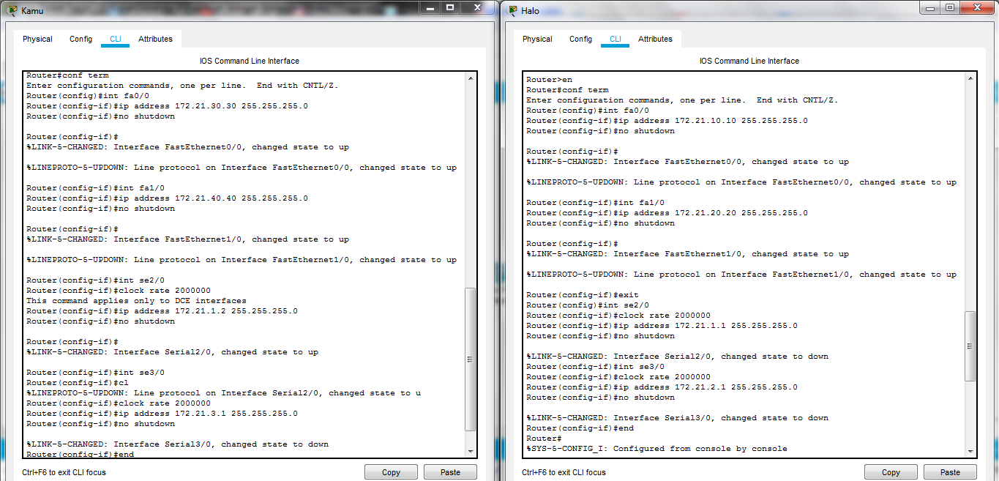 Kamu
Physical Config CLI Attributes
IOS Command Line Interface
Router#conf term
Enter configuration commands, one per line.  End with CNTL/Z.
Router(config)#int fa0/0
Router(config-if)#ip address 172.21.30.30 255.255.255.0
Router(config-if)#no shutdown
Router(config-if)#
%LINK-5-CHANGED: Interface FastEthernet0/0, changed state to up
%LINEPROTO-5-UPDOWN: Line protocol on Interface FastEthernet0/0, changed state to up
Router(config-if)#int fa1/0
Router(config-if)#ip address 172.21.40.40 255.255.255.0
Router(config-if)#no shutdown
Router(config-if)#
%LINK-5-CHANGED: Interface FastEthernet1/0, changed state to up
%LINEPROTO-5-UPDOWN: Line protocol on Interface FastEthernet1/0, changed state to up
Router(config-if)#int se2/0
Router(config-if)#clock rate 2000000
This command applies only to DCE interfaces
Router(config-if)#ip address 172.21.1.2 255.255.255.0
Router(config-if)#no shutdown
Router(config-if)#
%LINK-5-CHANGED: Interface Serial2/0, changed state to up
Router(config-if)#int se3/0
Router(config-if)#cl
%LINEPROTO-5-UPDOWN: Line protocol on Interface Serial2/0, changed state to u
Router(config-if)#clock rate 2000000
Router(config-if)#ip address 172.21.3.1 255.255.255.0
Router(config-if)#no shutdown
%LINK-5-CHANGED: Interface Serial3/0, changed state to down
Router(config-if)#end
Ctrl+F6 to exit CLI focus
Copy Paste
Halo
Physical Config CLI Attributes
IOS Command Line Interface
Router>en
Router#conf term
Enter configuration commands, one per line.  End with CNTL/Z.
Router(config)#int fa0/0
Router(config-if)#ip address 172.21.10.10 255.255.255.0
Router(config-if)#no shutdown
Router(config-if)#
%LINK-5-CHANGED: Interface FastEthernet0/0, changed state to up
%LINEPROTO-5-UPDOWN: Line protocol on Interface FastEthernet0/0, changed state to up
Router(config-if)#int fa1/0
Router(config-if)#ip address 172.21.20.20 255.255.255.0
Router(config-if)#no shutdown
Router(config-if)#
%LINK-5-CHANGED: Interface FastEthernet1/0, changed state to up
%LINEPROTO-5-UPDOWN: Line protocol on Interface FastEthernet1/0, changed state to up
Router(config-if)#exit
Router(config)#int se2/0
Router(config-if)#clock rate 2000000
Router(config-if)#ip address 172.21.1.1 255.255.255.0
Router(config-if)#no shutdown
%LINK-5-CHANGED: Interface Serial2/0, changed state to down
Router(config-if)#int se3/0
Router(config-if)#clock rate 2000000
Router(config-if)#ip address 172.21.2.1 255.255.255.0
Router(config-if)#no shutdown
%LINK-5-CHANGED: Interface Serial3/0, changed state to down
Router(config-if)#end
Router#
%SYS-5-CONFIG_I: Configured from console by console
Ctrl+F6 to exit CLI focus
Copy Paste